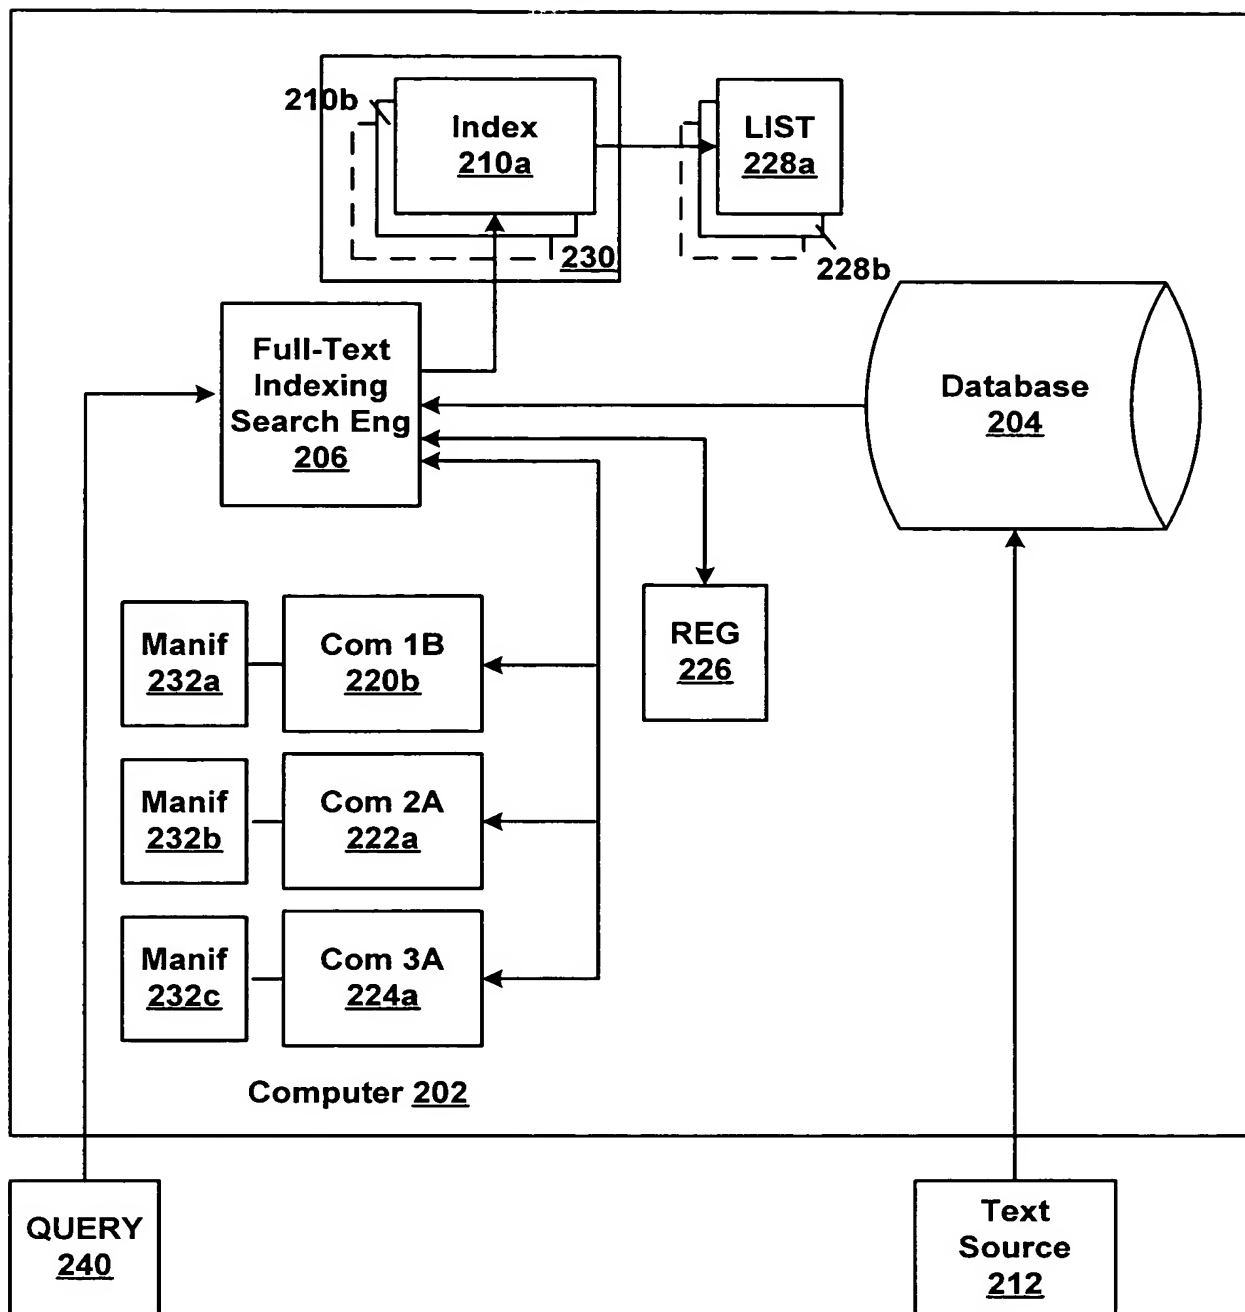 210b
Index
210a
230
LIST
228a
228b
Full-Text
Indexing
Search Eng
206
Database
204
REG
226
Manif
232a
Com 1B
220b
Manif
232b
Com 2A
222a
Manif
232c
Com 3A
224a
Computer 202
QUERY
240
Text
Source
212